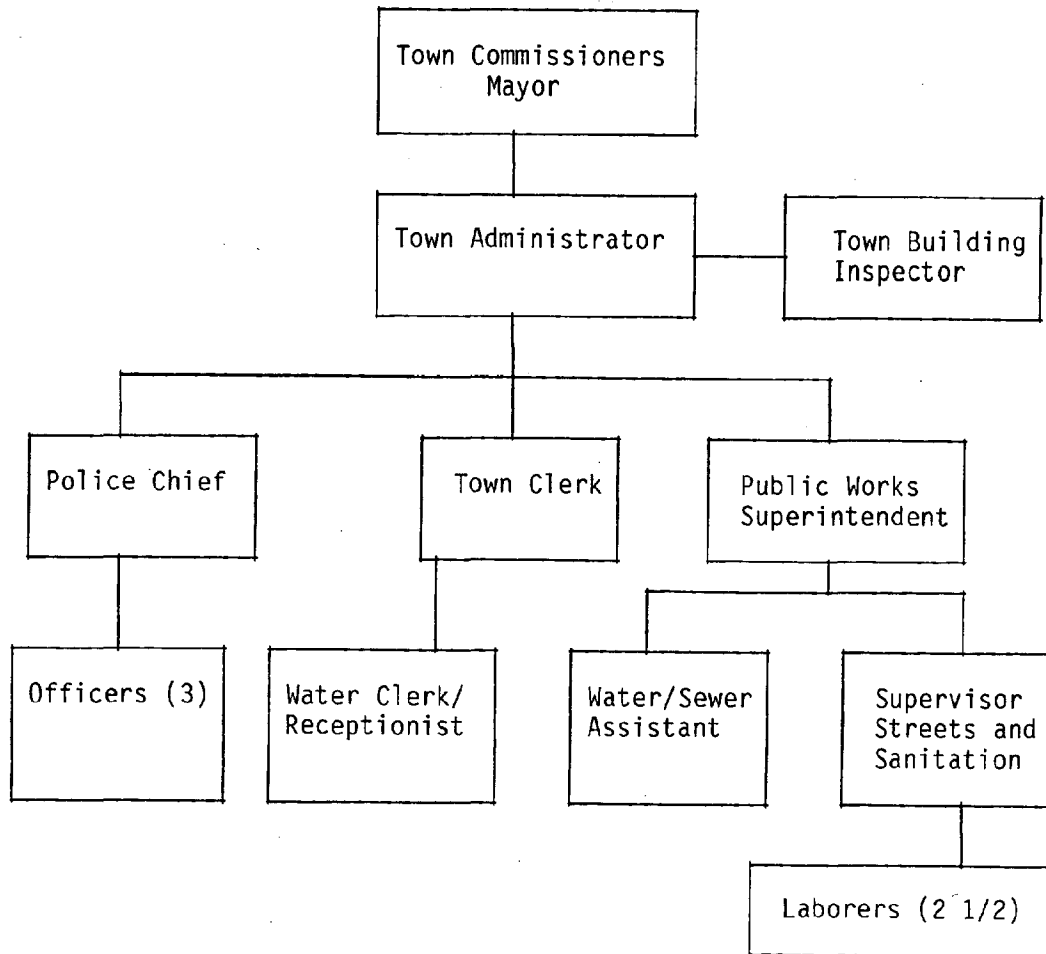 Town Commissioners
Mayor
Town Administrator
Town Building
Inspector
Police Chief
Town Clerk
Public Works
Superintendent
Officers (3)
Water Clerk/
Receptionist
Water/Sewer
Assistant
Supervisor
Streets and
Sanitation
Laborers (2 1/2)